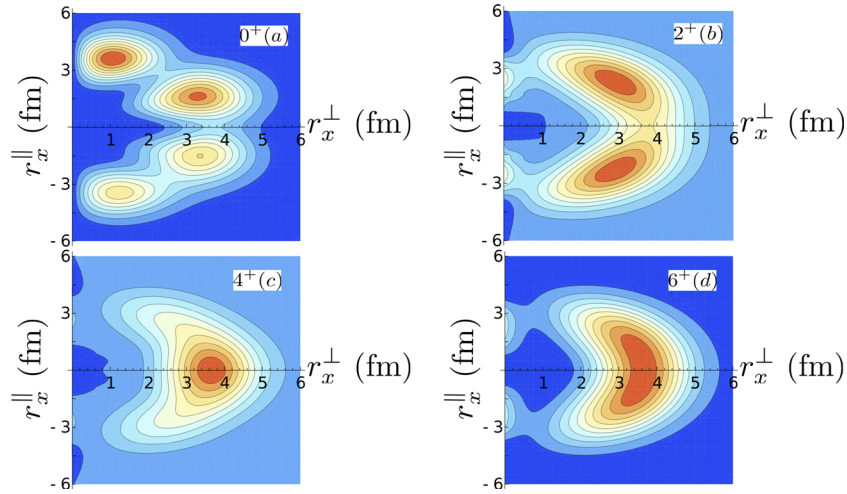 6
3
-3
-6
1 2 3 4 5 6
0⁺(a)
r_x^∥ (fm)
r_x^⊥ (fm)
6
3
-3
-6
1 2 3 4 5 6
2⁺(b)
r_x^∥ (fm)
r_x^⊥ (fm)
6
3
-3
-6
1 2 3 4 5 6
4⁺(c)
r_x^∥ (fm)
r_x^⊥ (fm)
6
3
-3
-6
1 2 3 4 5 6
6⁺(d)
r_x^∥ (fm)
r_x^⊥ (fm)